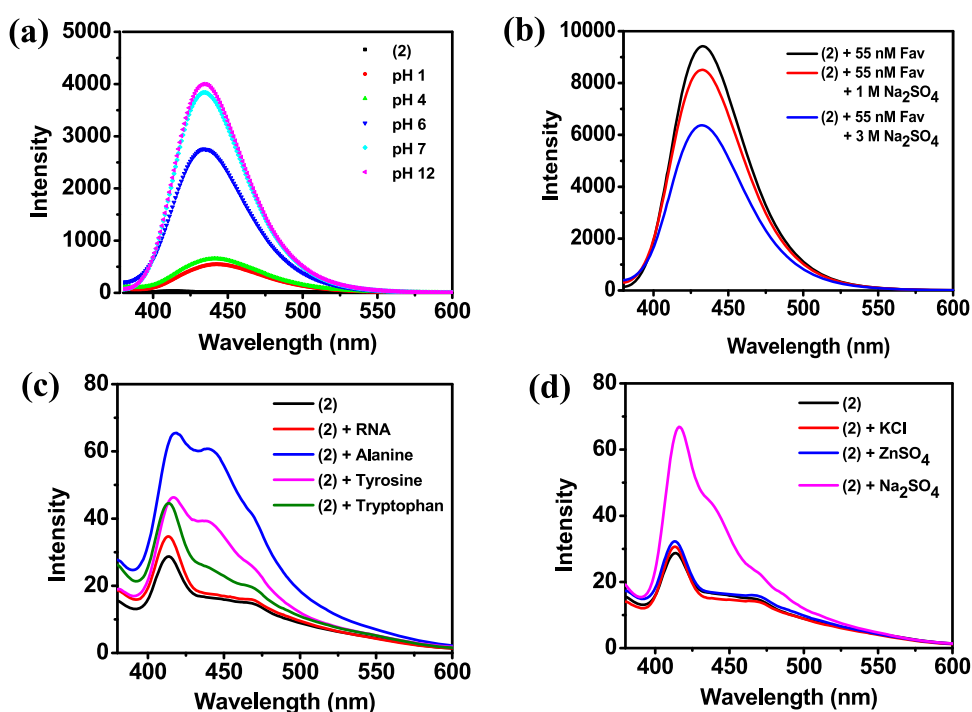 (a)
5000
4000
3000
2000
1000
0
Intensity
400 450 500 550 600
Wavelength (nm)
(2)
pH 1
pH 4
pH 6
pH 7
pH 12
(b)
10000
8000
6000
4000
2000
0
Intensity
400 450 500 550 600
Wavelength (nm)
(2) + 55 nM Fav
(2) + 55 nM Fav
+ 1 M Na₂SO₄
(2) + 55 nM Fav
+ 3 M Na₂SO₄
(c)
80
60
40
20
0
Intensity
400 450 500 550 600
Wavelength (nm)
(2)
(2) + RNA
(2) + Alanine
(2) + Tyrosine
(2) + Tryptophan
(d)
80
60
40
20
0
Intensity
400 450 500 550 600
Wavelength (nm)
(2)
(2) + KCl
(2) + ZnSO₄
(2) + Na₂SO₄